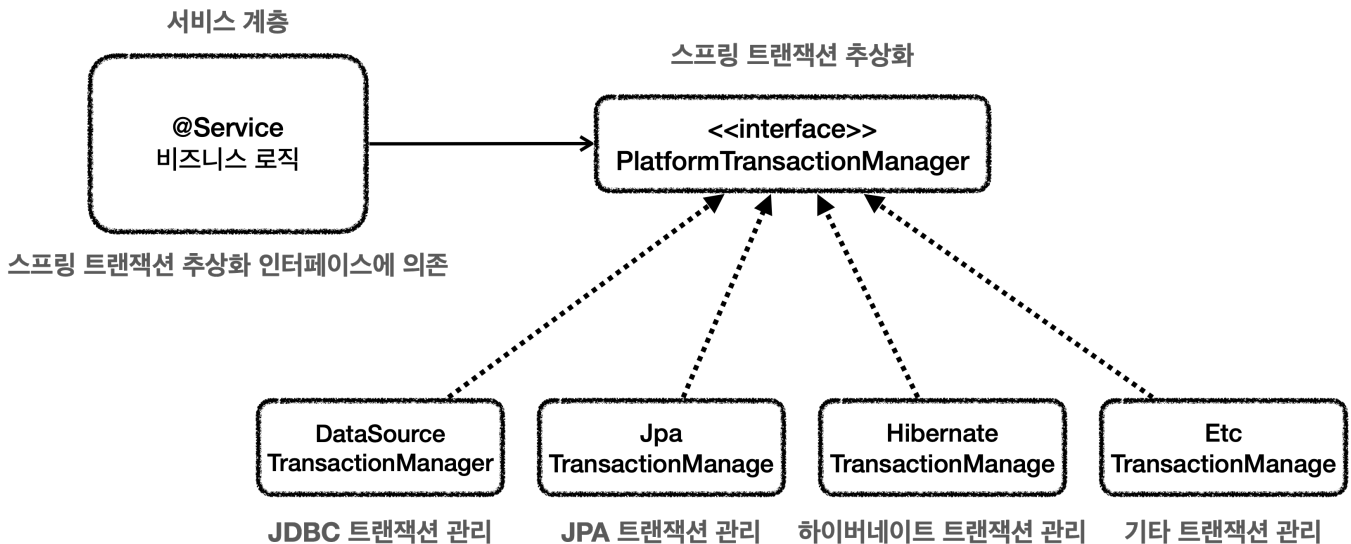 서비스 계층
@Service
비즈니스 로직
스프링 트랜잭션 추상화 인터페이스에 의존
스프링 트랜잭션 추상화
<<interface>>
PlatformTransactionManager
DataSource
TransactionManager
JDBC 트랜잭션 관리
Jpa
TransactionManage
JPA 트랜잭션 관리
Hibernate
TransactionManage
하이버네이트 트랜잭션 관리
Etc
TransactionManage
기타 트랜잭션 관리